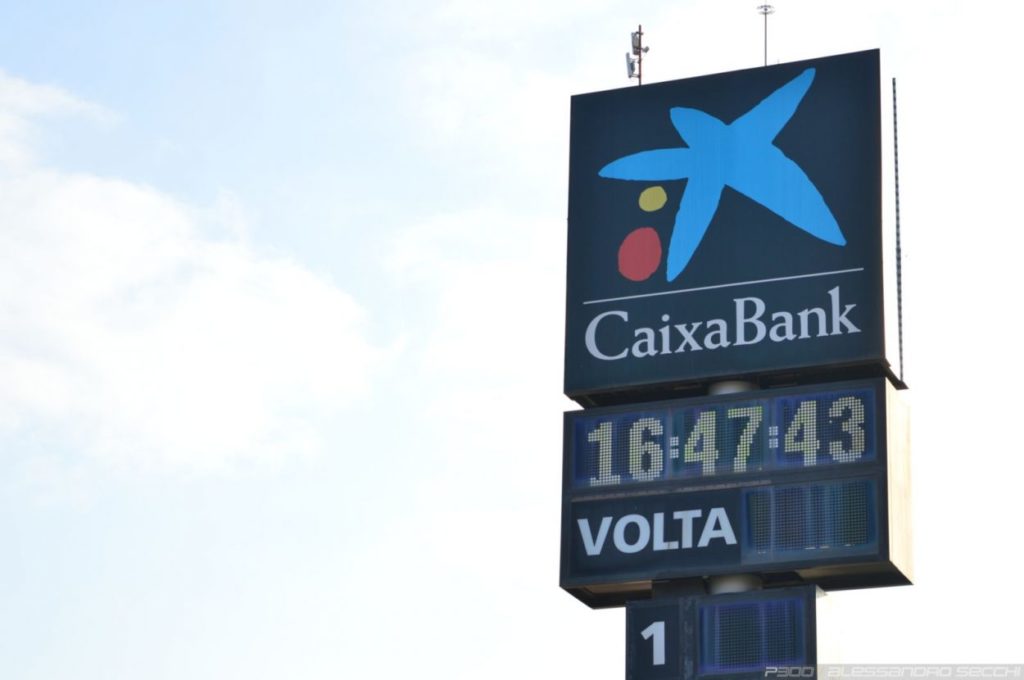 CaixaBank
16:47:43
VOLTA
1
P300 | ALESSANDRO SECCHI